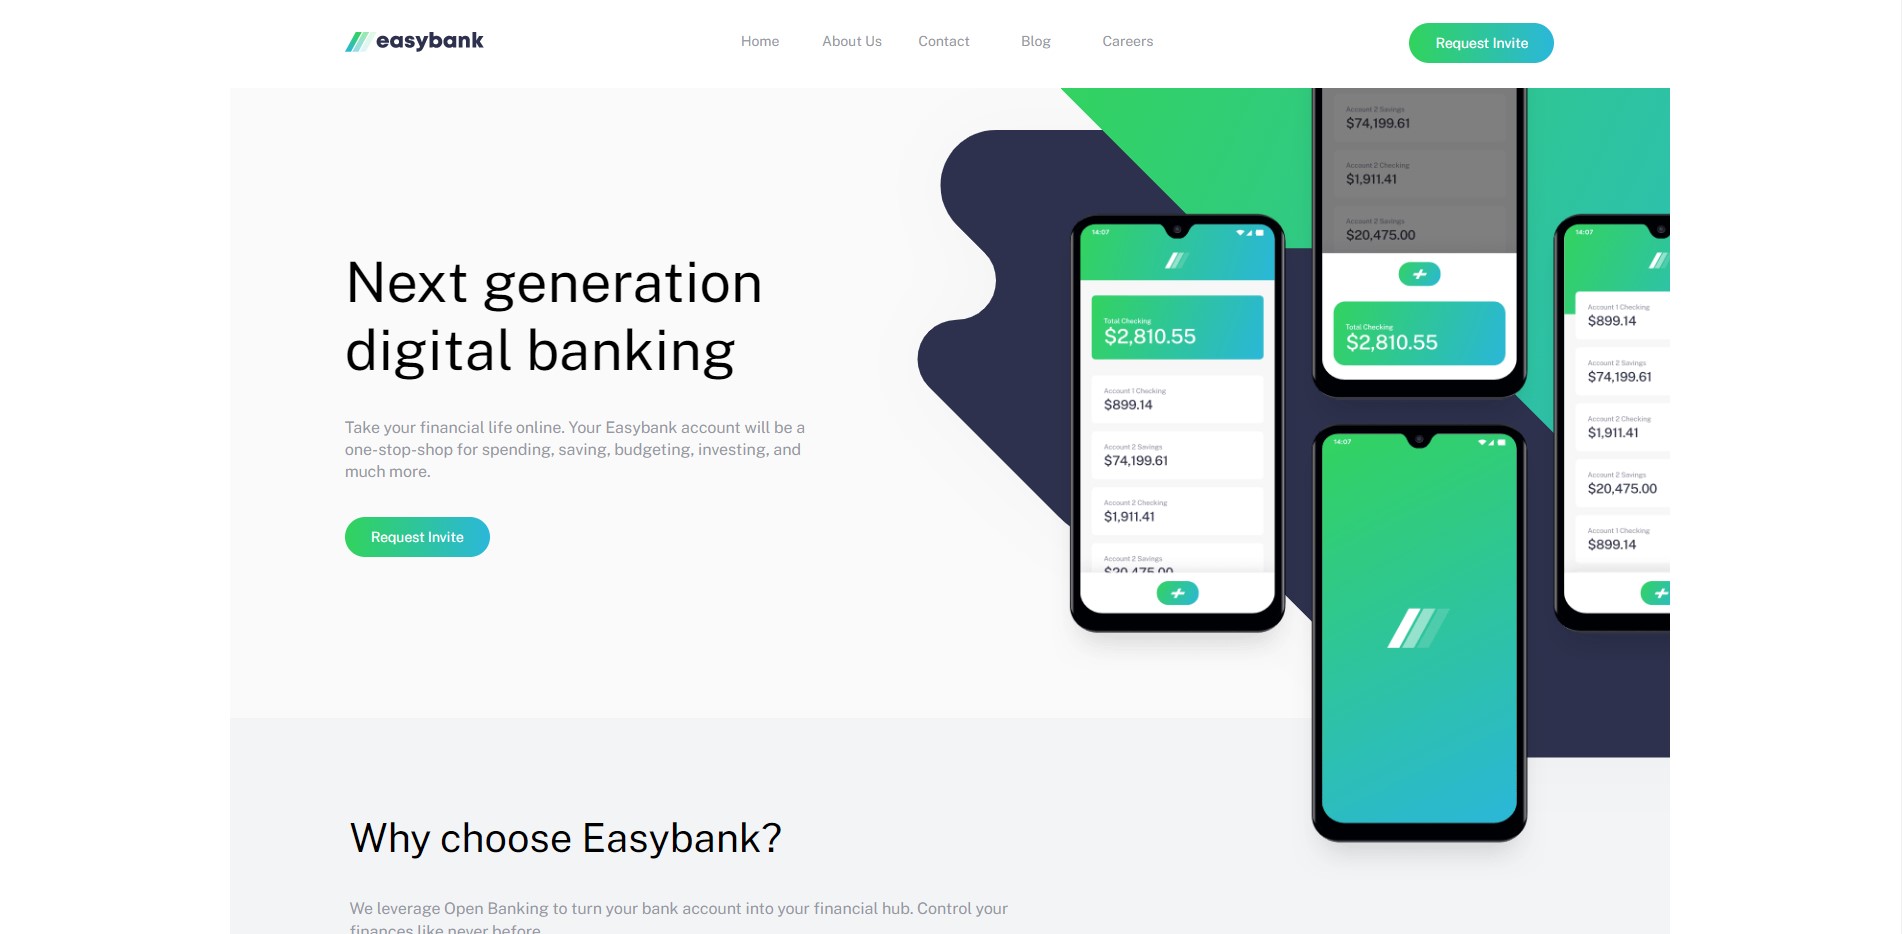 easybank
Home About Us Contact Blog Careers
Request Invite
Next generation
digital banking
Take your financial life online. Your Easybank account will be a
one-stop-shop for spending, saving, budgeting, investing, and
much more.
Request Invite
Account 2 Savings
$74,199.61
Account 2 Checking
$1,911.41
Account 2 Savings
$20,475.00
Total Checking
$2,810.55
14:07
Total Checking
$2,810.55
Account 1 Checking
$899.14
Account 2 Savings
$74,199.61
Account 2 Checking
$1,911.41
Account 2 Savings
$20,475.00
14:07
14:07
Account 1 Checking
$899.14
Account 2 Savings
$74,199.61
Account 2 Checking
$1,911.41
Account 2 Savings
$20,475.00
Account 1 Checking
$899.14
Why choose Easybank?
We leverage Open Banking to turn your bank account into your financial hub. Control your
finances like never before